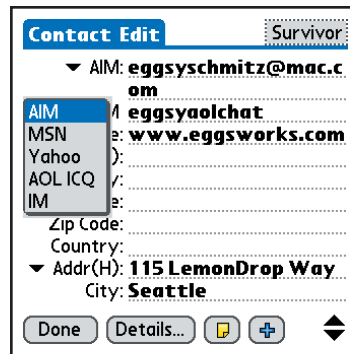 Contact Edit Survivor
AIM: eggsyschmitz@mac.c
om
AIM eggsyaolchat
MSN www.eggsworks.com
Yahoo ):
AOL ICQ
IM
Zip Code:
Country:
Addr(H): 115 LemonDrop Way
City: Seattle
Done Details...